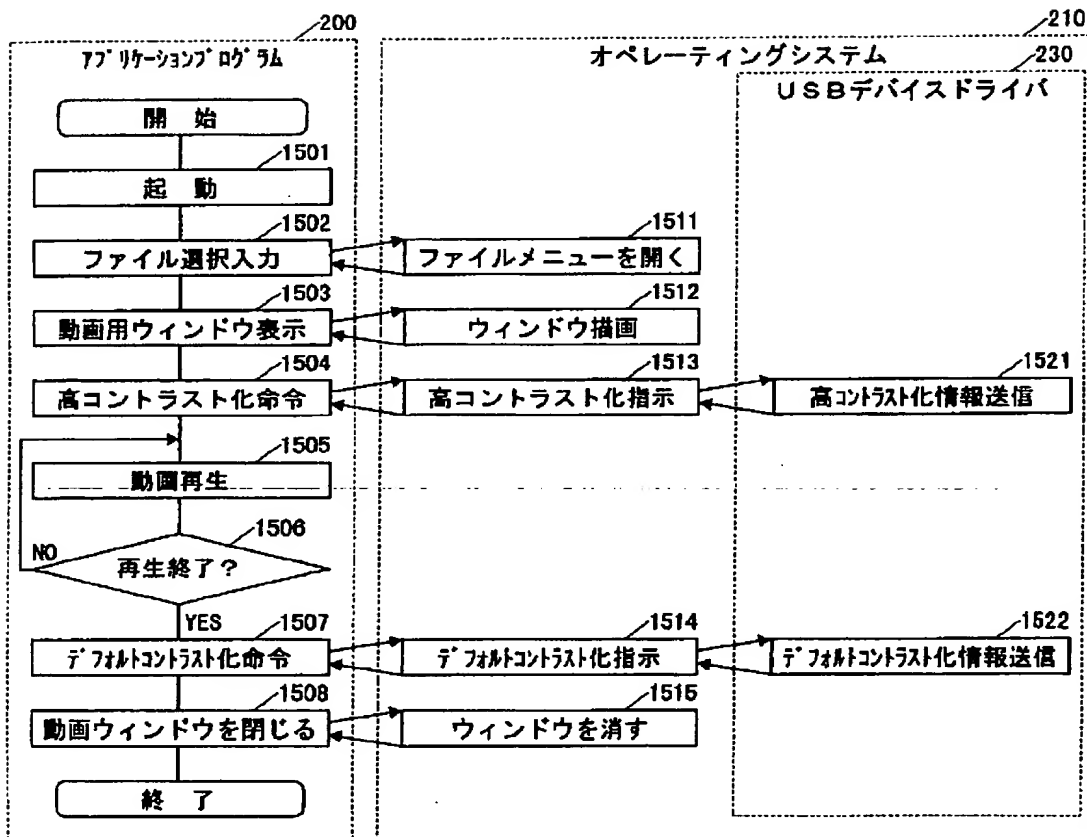 200
210
アプリケーションプログラム
オペレーティングシステム
230
USBデバイスドライバ
開 始
1501
起 動
1502
ファイル選択入力
1511
ファイルメニューを開く
1503
動画用ウィンドウ表示
1512
ウィンドウ描画
1504
高コントラスト化命令
1513
高コントラスト化指示
1521
高コントラスト化情報送信
1505
動画再生
1506
再生終了?
NO
YES
1507
デフォルトコントラスト化命令
1514
デフォルトコントラスト化指示
1522
デフォルトコントラスト化情報送信
1508
動画ウィンドウを閉じる
1515
ウィンドウを消す
終 了